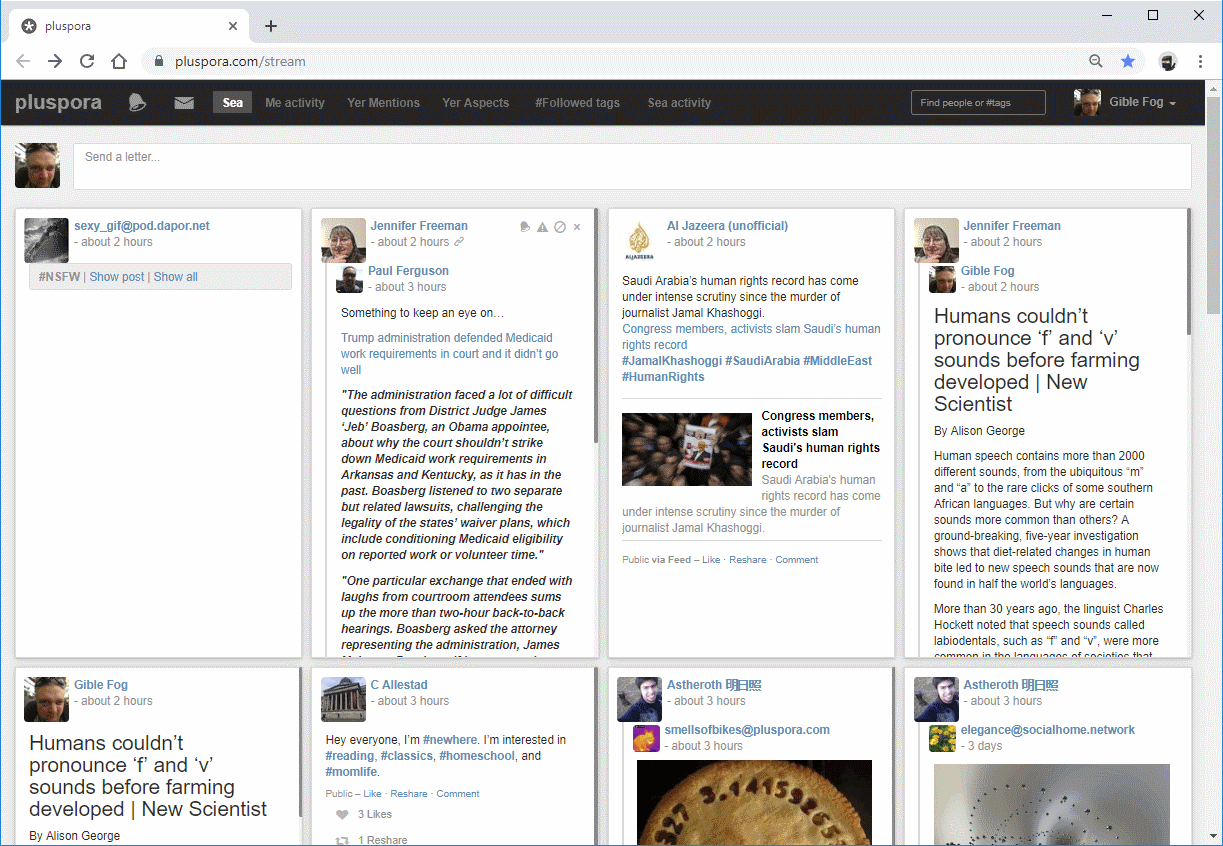 pluspora
pluspora.com/stream
pluspora
Sea
Me activity
Yer Mentions
Yer Aspects
#Followed tags
Sea activity
Find people or #tags
Gible Fog
Send a letter...
sexy_gif@pod.dapor.net
- about 2 hours
#NSFW | Show post | Show all
Jennifer Freeman
- about 2 hours
Paul Ferguson
- about 3 hours
Something to keep an eye on…
Trump administration defended Medicaid
work requirements in court and it didn’t go
well
"The administration faced a lot of difficult
questions from District Judge James
‘Jeb’ Boasberg, an Obama appointee,
about why the court shouldn’t strike
down Medicaid work requirements in
Arkansas and Kentucky, as it has in the
past. Boasberg listened to two separate
but related lawsuits, challenging the
legality of the states’ waiver plans, which
include conditioning Medicaid eligibility
on reported work or volunteer time."
"One particular exchange that ended with
laughs from courtroom attendees sums
up the more than two-hour back-to-back
hearings. Boasberg asked the attorney
representing the administration, James
Al Jazeera (unofficial)
- about 2 hours
ALJAZEERA
Saudi Arabia’s human rights record has come
under intense scrutiny since the murder of
journalist Jamal Khashoggi.
Congress members, activists slam Saudi’s human
rights record
#JamalKhashoggi #SaudiArabia #MiddleEast
#HumanRights
Congress members,
activists slam
Saudi's human rights
record
Saudi Arabia's human
rights record has come
under intense scrutiny since the murder of
journalist Jamal Khashoggi.
Public via Feed – Like · Reshare · Comment
Jennifer Freeman
- about 2 hours
Gible Fog
- about 2 hours
Humans couldn’t
pronounce ‘f’ and ‘v’
sounds before farming
developed | New
Scientist
By Alison George
Human speech contains more than 2000
different sounds, from the ubiquitous “m”
and “a” to the rare clicks of some southern
African languages. But why are certain
sounds more common than others? A
ground-breaking, five-year investigation
shows that diet-related changes in human
bite led to new speech sounds that are now
found in half the world’s languages.
More than 30 years ago, the linguist Charles
Hockett noted that speech sounds called
labiodentals, such as “f” and “v”, were more
common in the languages of societies that
Gible Fog
- about 2 hours
Humans couldn’t
pronounce ‘f’ and ‘v’
sounds before farming
developed | New Scientist
By Alison George
C Allestad
- about 3 hours
Hey everyone, I’m #newhere. I’m interested in
#reading, #classics, #homeschool, and
#momlife.
Public – Like · Reshare · Comment
3 Likes
1 Reshare
Astheroth 明日照
- about 3 hours
smellsofbikes@pluspora.com
- about 3 hours
327 3.14159265
Astheroth 明日照
- about 3 hours
elegance@socialhome.network
- 3 days